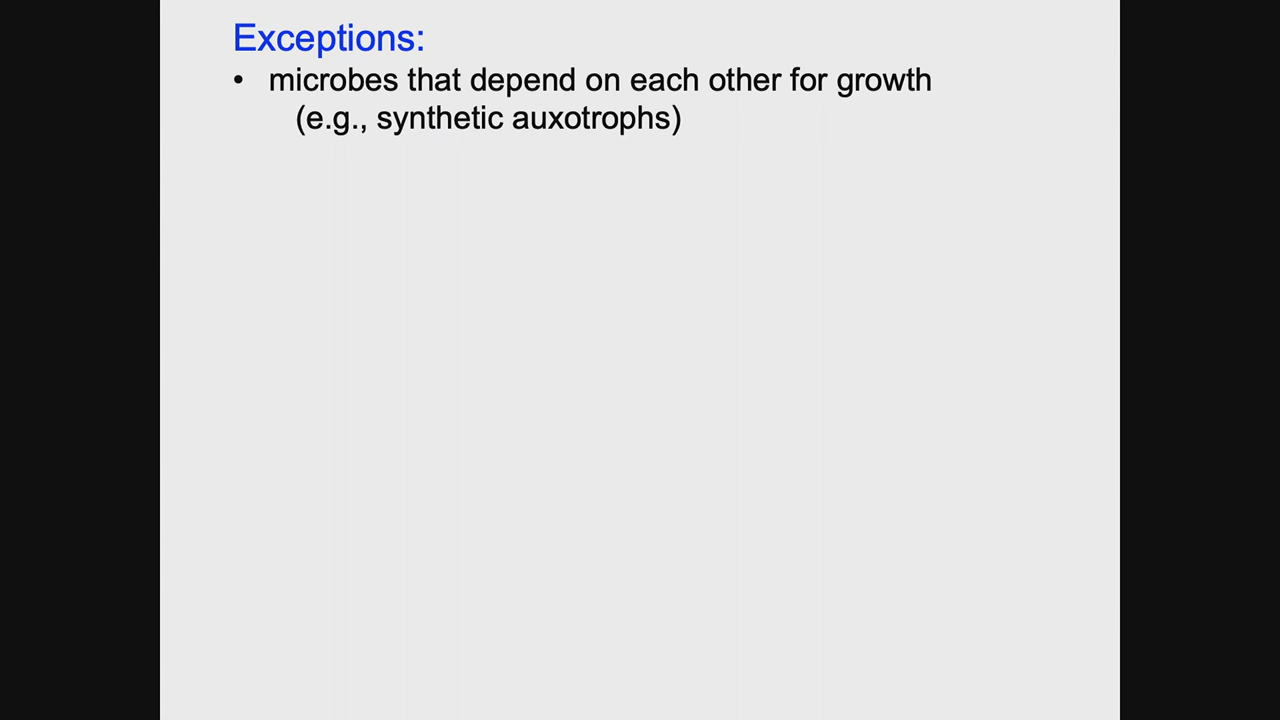 Exceptions:
• microbes that depend on each other for growth
(e.g., synthetic auxotrophs)